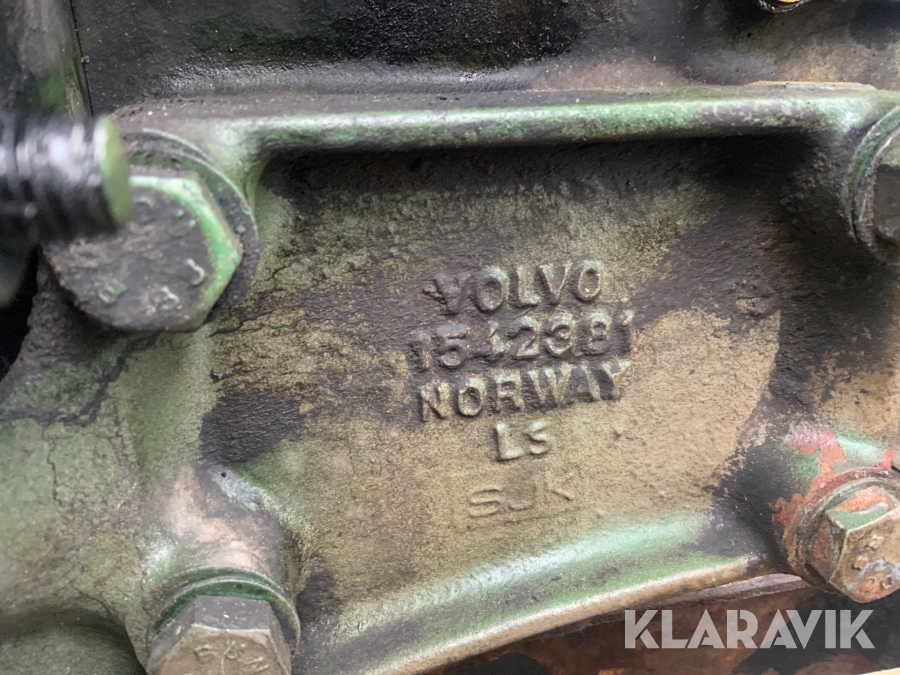 VOLVO
1542381
NORWAY
LS
SJK
KLARAVIK